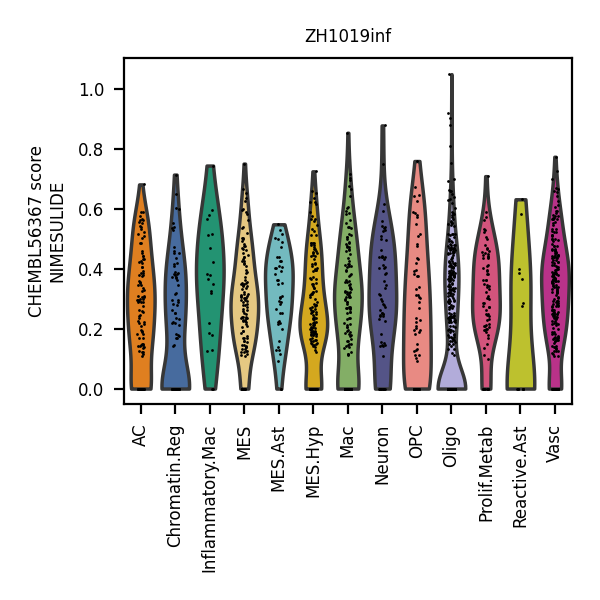 ZH1019inf
CHEMBL56367 score
NIMESULIDE
1.0
0.8
0.6
0.4
0.2
0.0
AC
Chromatin.Reg
Inflammatory.Mac
MES
MES.Ast
MES.Hyp
Mac
Neuron
OPC
Oligo
Prolif.Metab
Reactive.Ast
Vasc